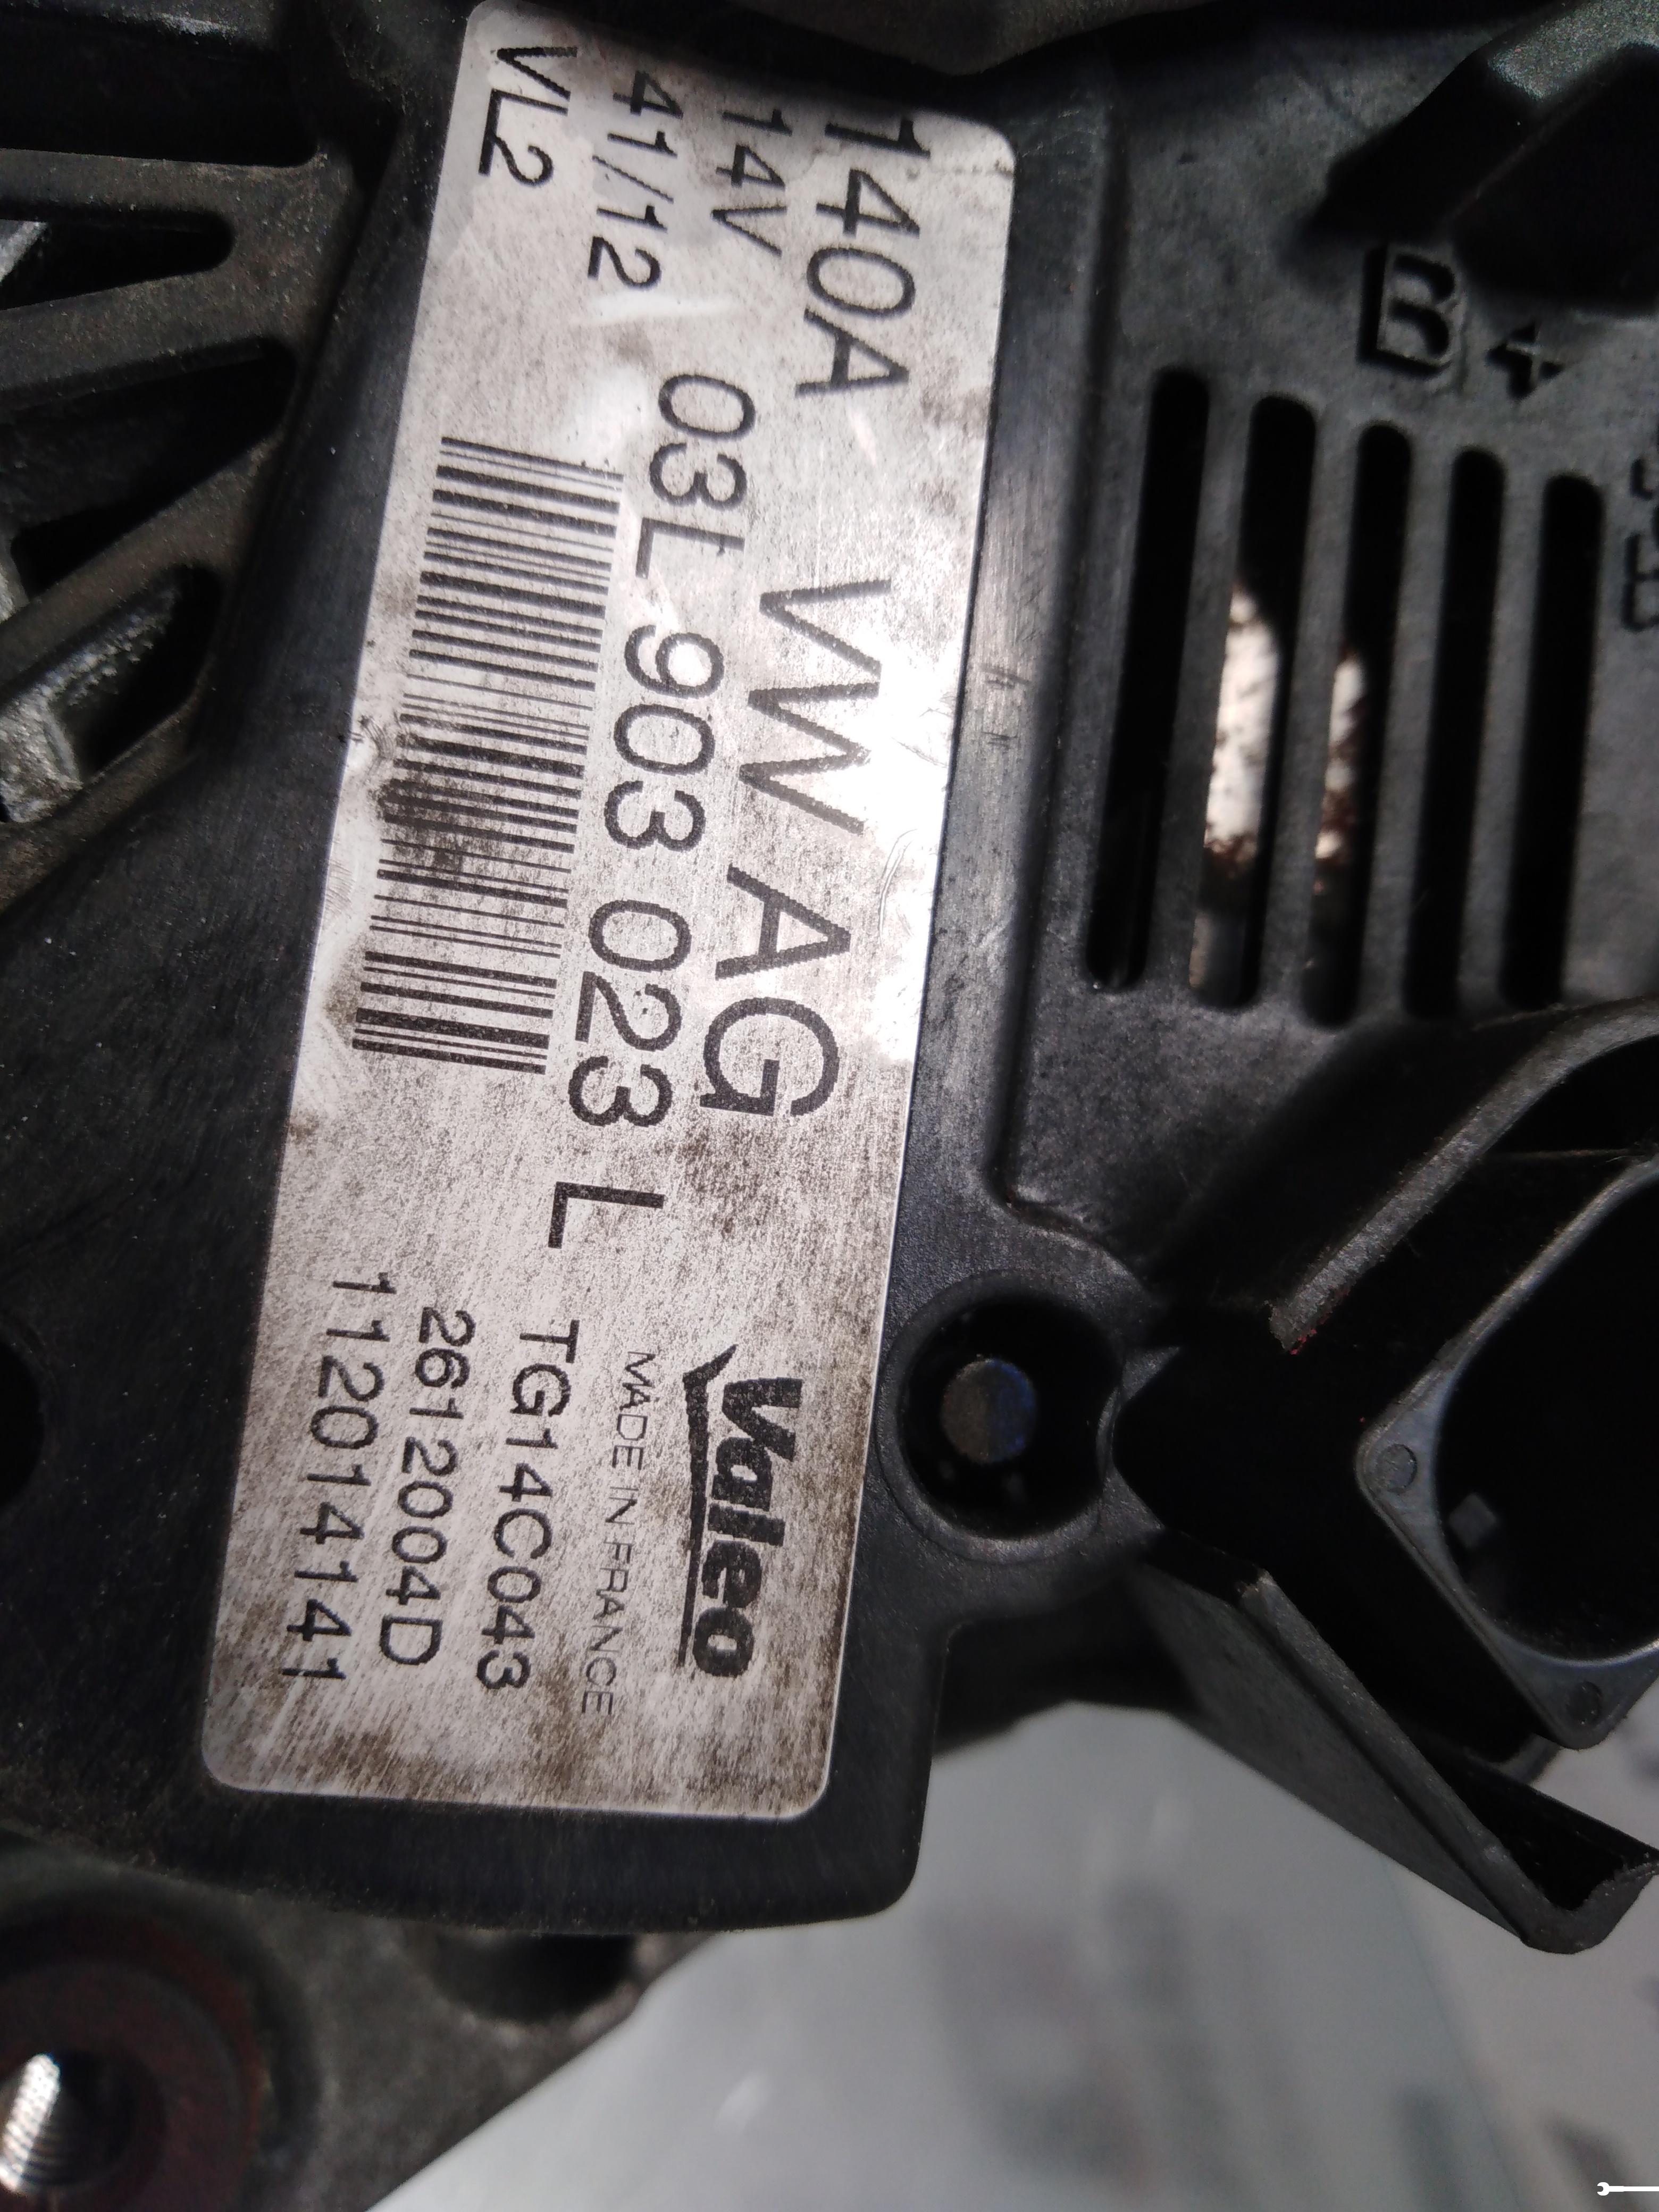 140A
14V
41/12
VL2
VW AG
03L 903 023 L
Valeo
MADE IN FRANCE
TG14C043
2612004D
112014141
B+